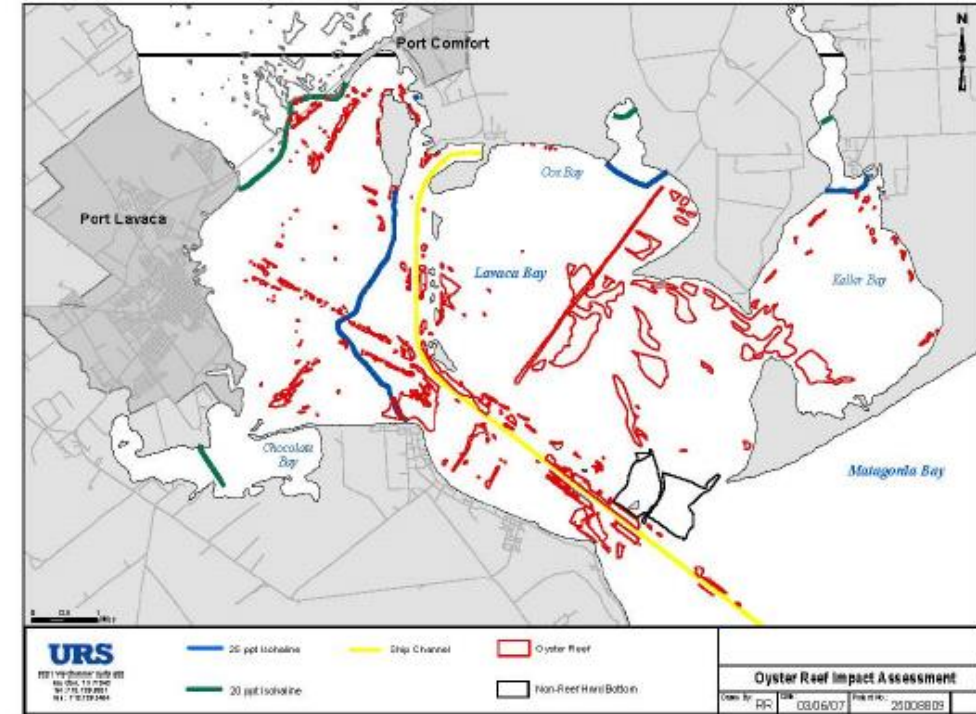 Port Comfort
N
Cox Bay
Port Lavaca
Lavaca Bay
Keller Bay
Chocolate
Bay
Matagorda Bay
URS
25 ppt Isohaline
Ship Channel
Oyster Reef
20 ppt Isohaline
Non-Reef Hard Bottom
Oyster Reef Impact Assessment
RR
03/06/07
25008809